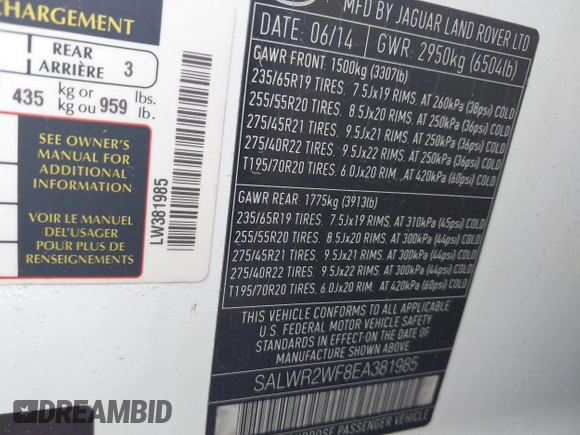 CHARGEMENT
REAR
ARRIÈRE 3
435 kg or 959 lbs.
kg ou lb.
SEE OWNER'S
MANUAL FOR
ADDITIONAL
INFORMATION
VOIR LE MANUEL
DEL'USAGER
POUR PLUS DE
RENSEIGNEMENTS
LW381985
MFD BY JAGUAR LAND ROVER LTD
DATE: 06/14 GWR: 2950kg (6504lb)
GAWR FRONT: 1500kg (3307lb)
235/65R19 TIRES. 7.5Jx19 RIMS, AT 260kPa (38psi) COLD
255/55R20 TIRES. 8.5Jx20 RIMS, AT 250kPa (36psi) COLD
275/45R21 TIRES. 9.5Jx21 RIMS, AT 250kPa (36psi) COLD
275/40R22 TIRES. 9.5Jx22 RIMS, AT 250kPa (36psi) COLD
T195/70R20 TIRES. 6.0Jx20 RIM., AT 420kPa (60psi) COLD
GAWR REAR: 1775kg (3913lb)
235/65R19 TIRES. 7.5Jx19 RIMS, AT 310kPa (45psi) COLD
255/55R20 TIRES. 8.5Jx20 RIMS, AT 300kPa (44psi) COLD
275/45R21 TIRES. 9.5Jx21 RIMS, AT 300kPa (44psi) COLD
275/40R22 TIRES. 9.5Jx22 RIMS, AT 300kPa (44psi) COLD
T195/70R20 TIRES. 6.0Jx20 RIM, AT 420kPa (60psi) COLD
THIS VEHICLE CONFORMS TO ALL APPLICABLE
U.S. FEDERAL MOTOR VEHICLE SAFETY
STANDARDS IN EFFECT ON THE DATE OF
MANUFACTURE SHOWN ABOVE.
SALWR2WF8EA381985
PURPOSE PASSENGER VEHICLE
DREAMBID